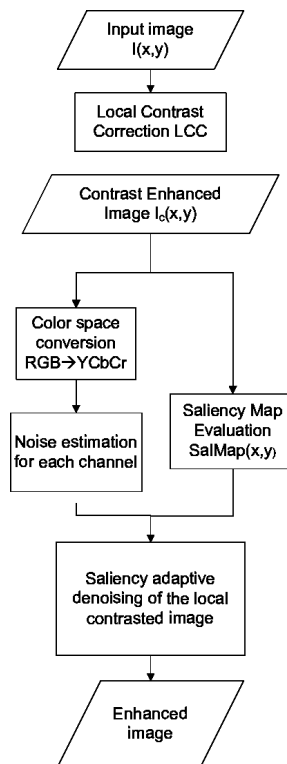 Input image
I(x,y)
Local Contrast
Correction LCC
Contrast Enhanced
Image Ic(x,y)
Color space
conversion
RGB→YCbCr
Saliency Map
Evaluation
SalMap(x,y)
Noise estimation
for each channel
Saliency adaptive
denoising of the local
contrasted image
Enhanced
image